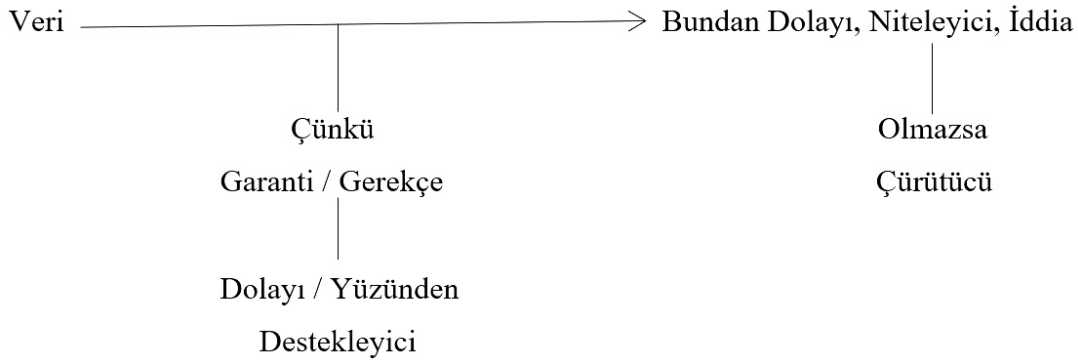 Veri
Bundan Dolayı, Niteleyici, İddia
Çünkü
Garanti / Gerekçe
Olmazsa
Çürütücü
Dolayı / Yüzünden
Destekleyici